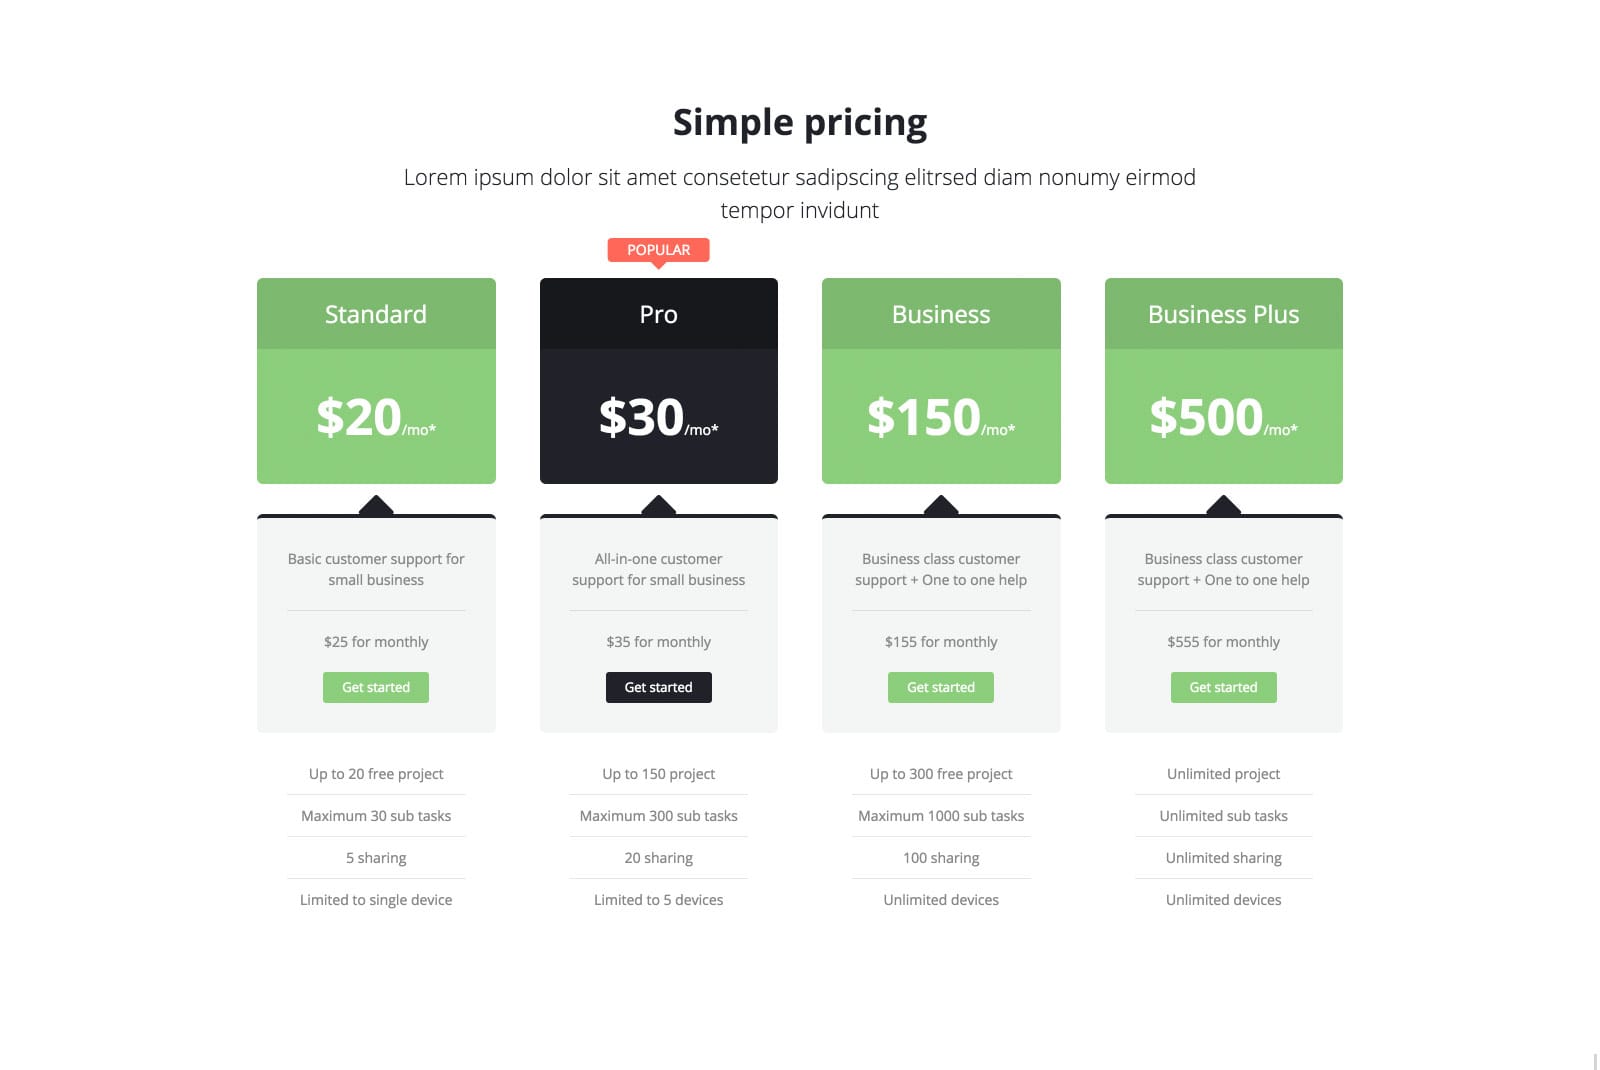 Simple pricing
Lorem ipsum dolor sit amet consetetur sadipscing elitrsed diam nonumy eirmod
tempor invidunt
POPULAR
Standard
$20/mo*
Basic customer support for
small business
$25 for monthly
Get started
Up to 20 free project
Maximum 30 sub tasks
5 sharing
Limited to single device
Pro
$30/mo*
All-in-one customer
support for small business
$35 for monthly
Get started
Up to 150 project
Maximum 300 sub tasks
20 sharing
Limited to 5 devices
Business
$150/mo*
Business class customer
support + One to one help
$155 for monthly
Get started
Up to 300 free project
Maximum 1000 sub tasks
100 sharing
Unlimited devices
Business Plus
$500/mo*
Business class customer
support + One to one help
$555 for monthly
Get started
Unlimited project
Unlimited sub tasks
Unlimited sharing
Unlimited devices